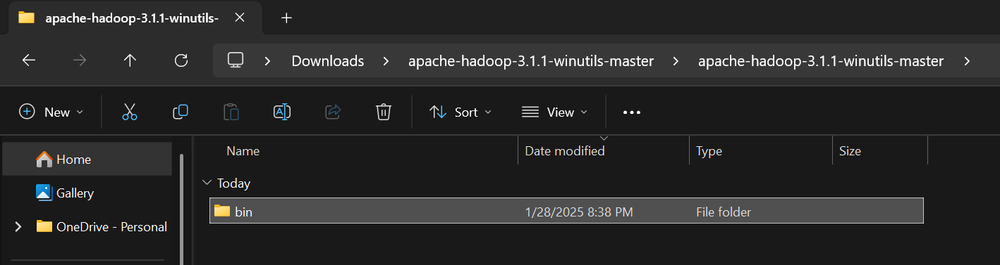 apache-hadoop-3.1.1-winutils-
Downloads apache-hadoop-3.1.1-winutils-master apache-hadoop-3.1.1-winutils-master
New Sort View
Name Date modified Type Size
Home
Today
Gallery
bin 1/28/2025 8:38 PM File folder
OneDrive - Personal